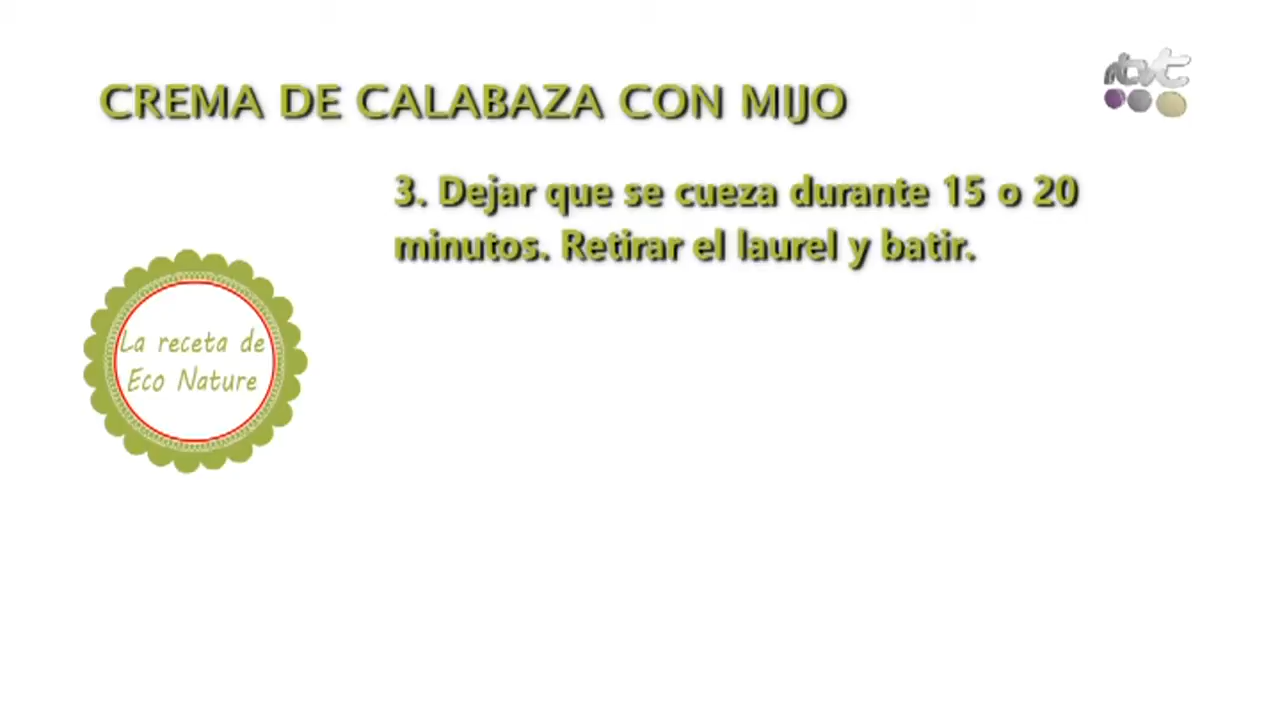 CREMA DE CALABAZA CON MIJO
rtvt
3. Dejar que se cueza durante 15 o 20
minutos. Retirar el laurel y batir.
La receta de
Eco Nature